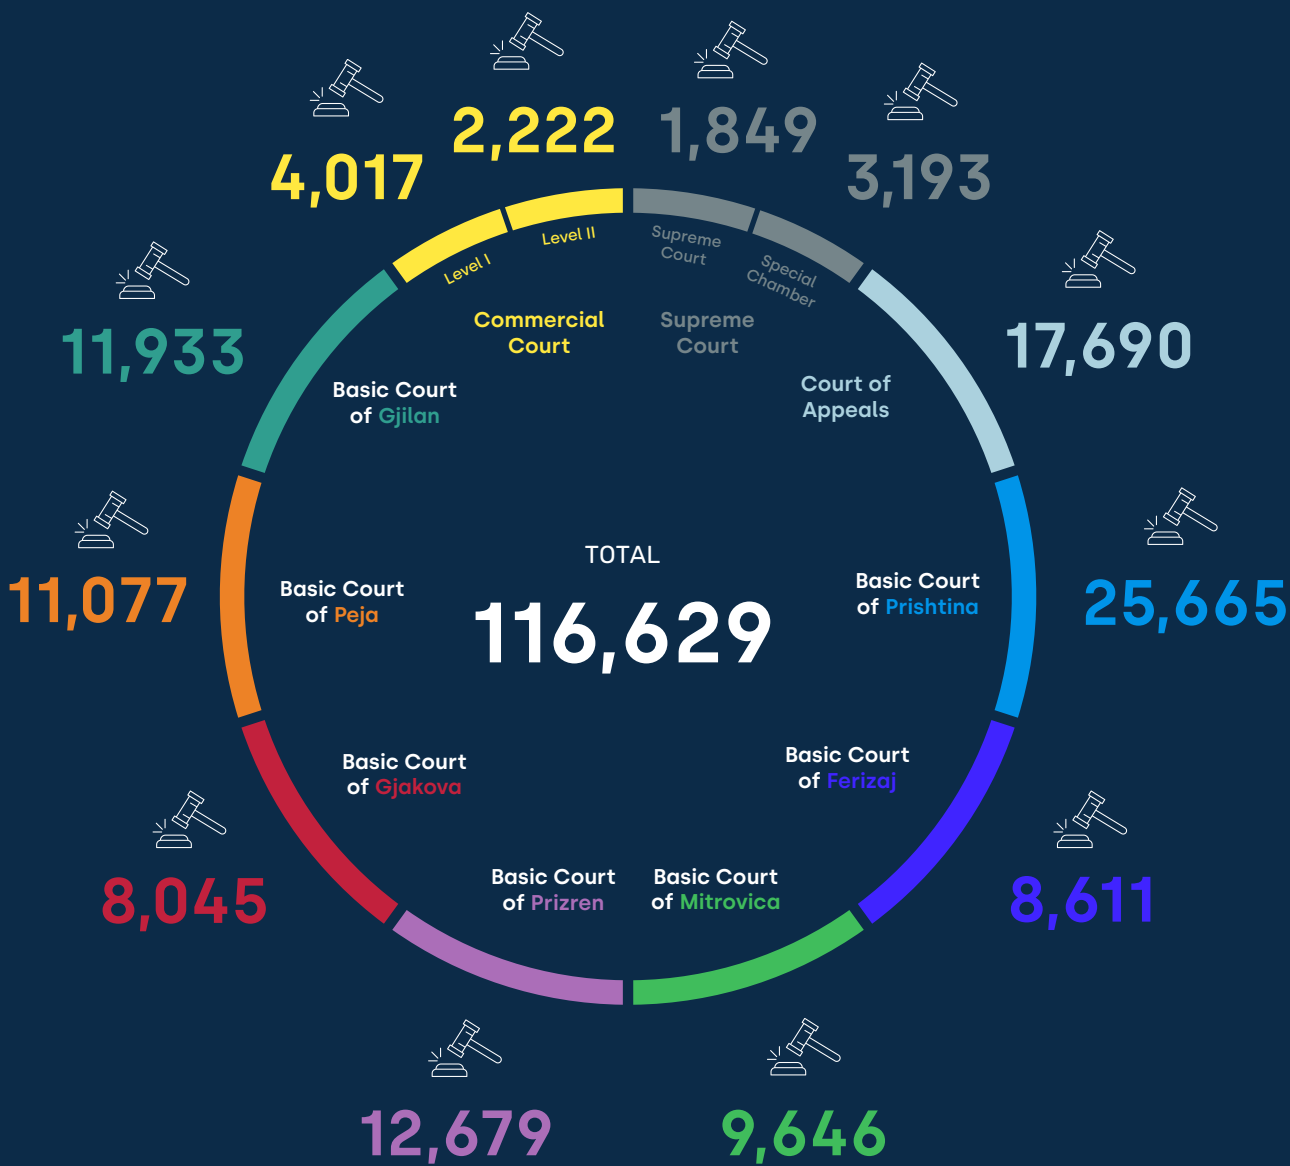 2,222
1,849
4,017
3,193
Level I
Level II
Supreme
Court
Special
Chamber
Commercial
Court
Supreme
Court
11,933
17,690
Basic Court
of Gjilan
Court of
Appeals
TOTAL
116,629
11,077
Basic Court
of Peja
Basic Court
of Prishtina
25,665
Basic Court
of Gjakova
Basic Court
of Ferizaj
8,045
8,611
Basic Court
of Prizren
Basic Court
of Mitrovica
12,679
9,646